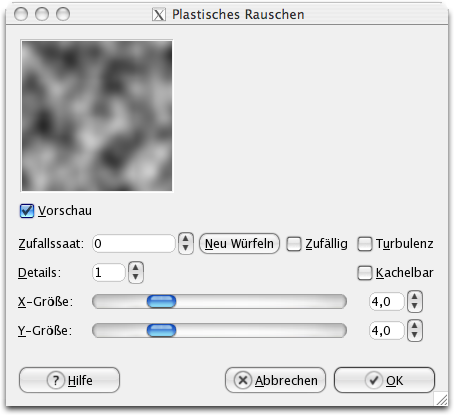 Plastisches Rauschen
Vorschau
Zufallssaat: 0 Neu Würfeln Zufällig Turbulenz
Details: 1 Kachelbar
X-Größe: 4,0
Y-Größe: 4,0
Hilfe Abbrechen OK